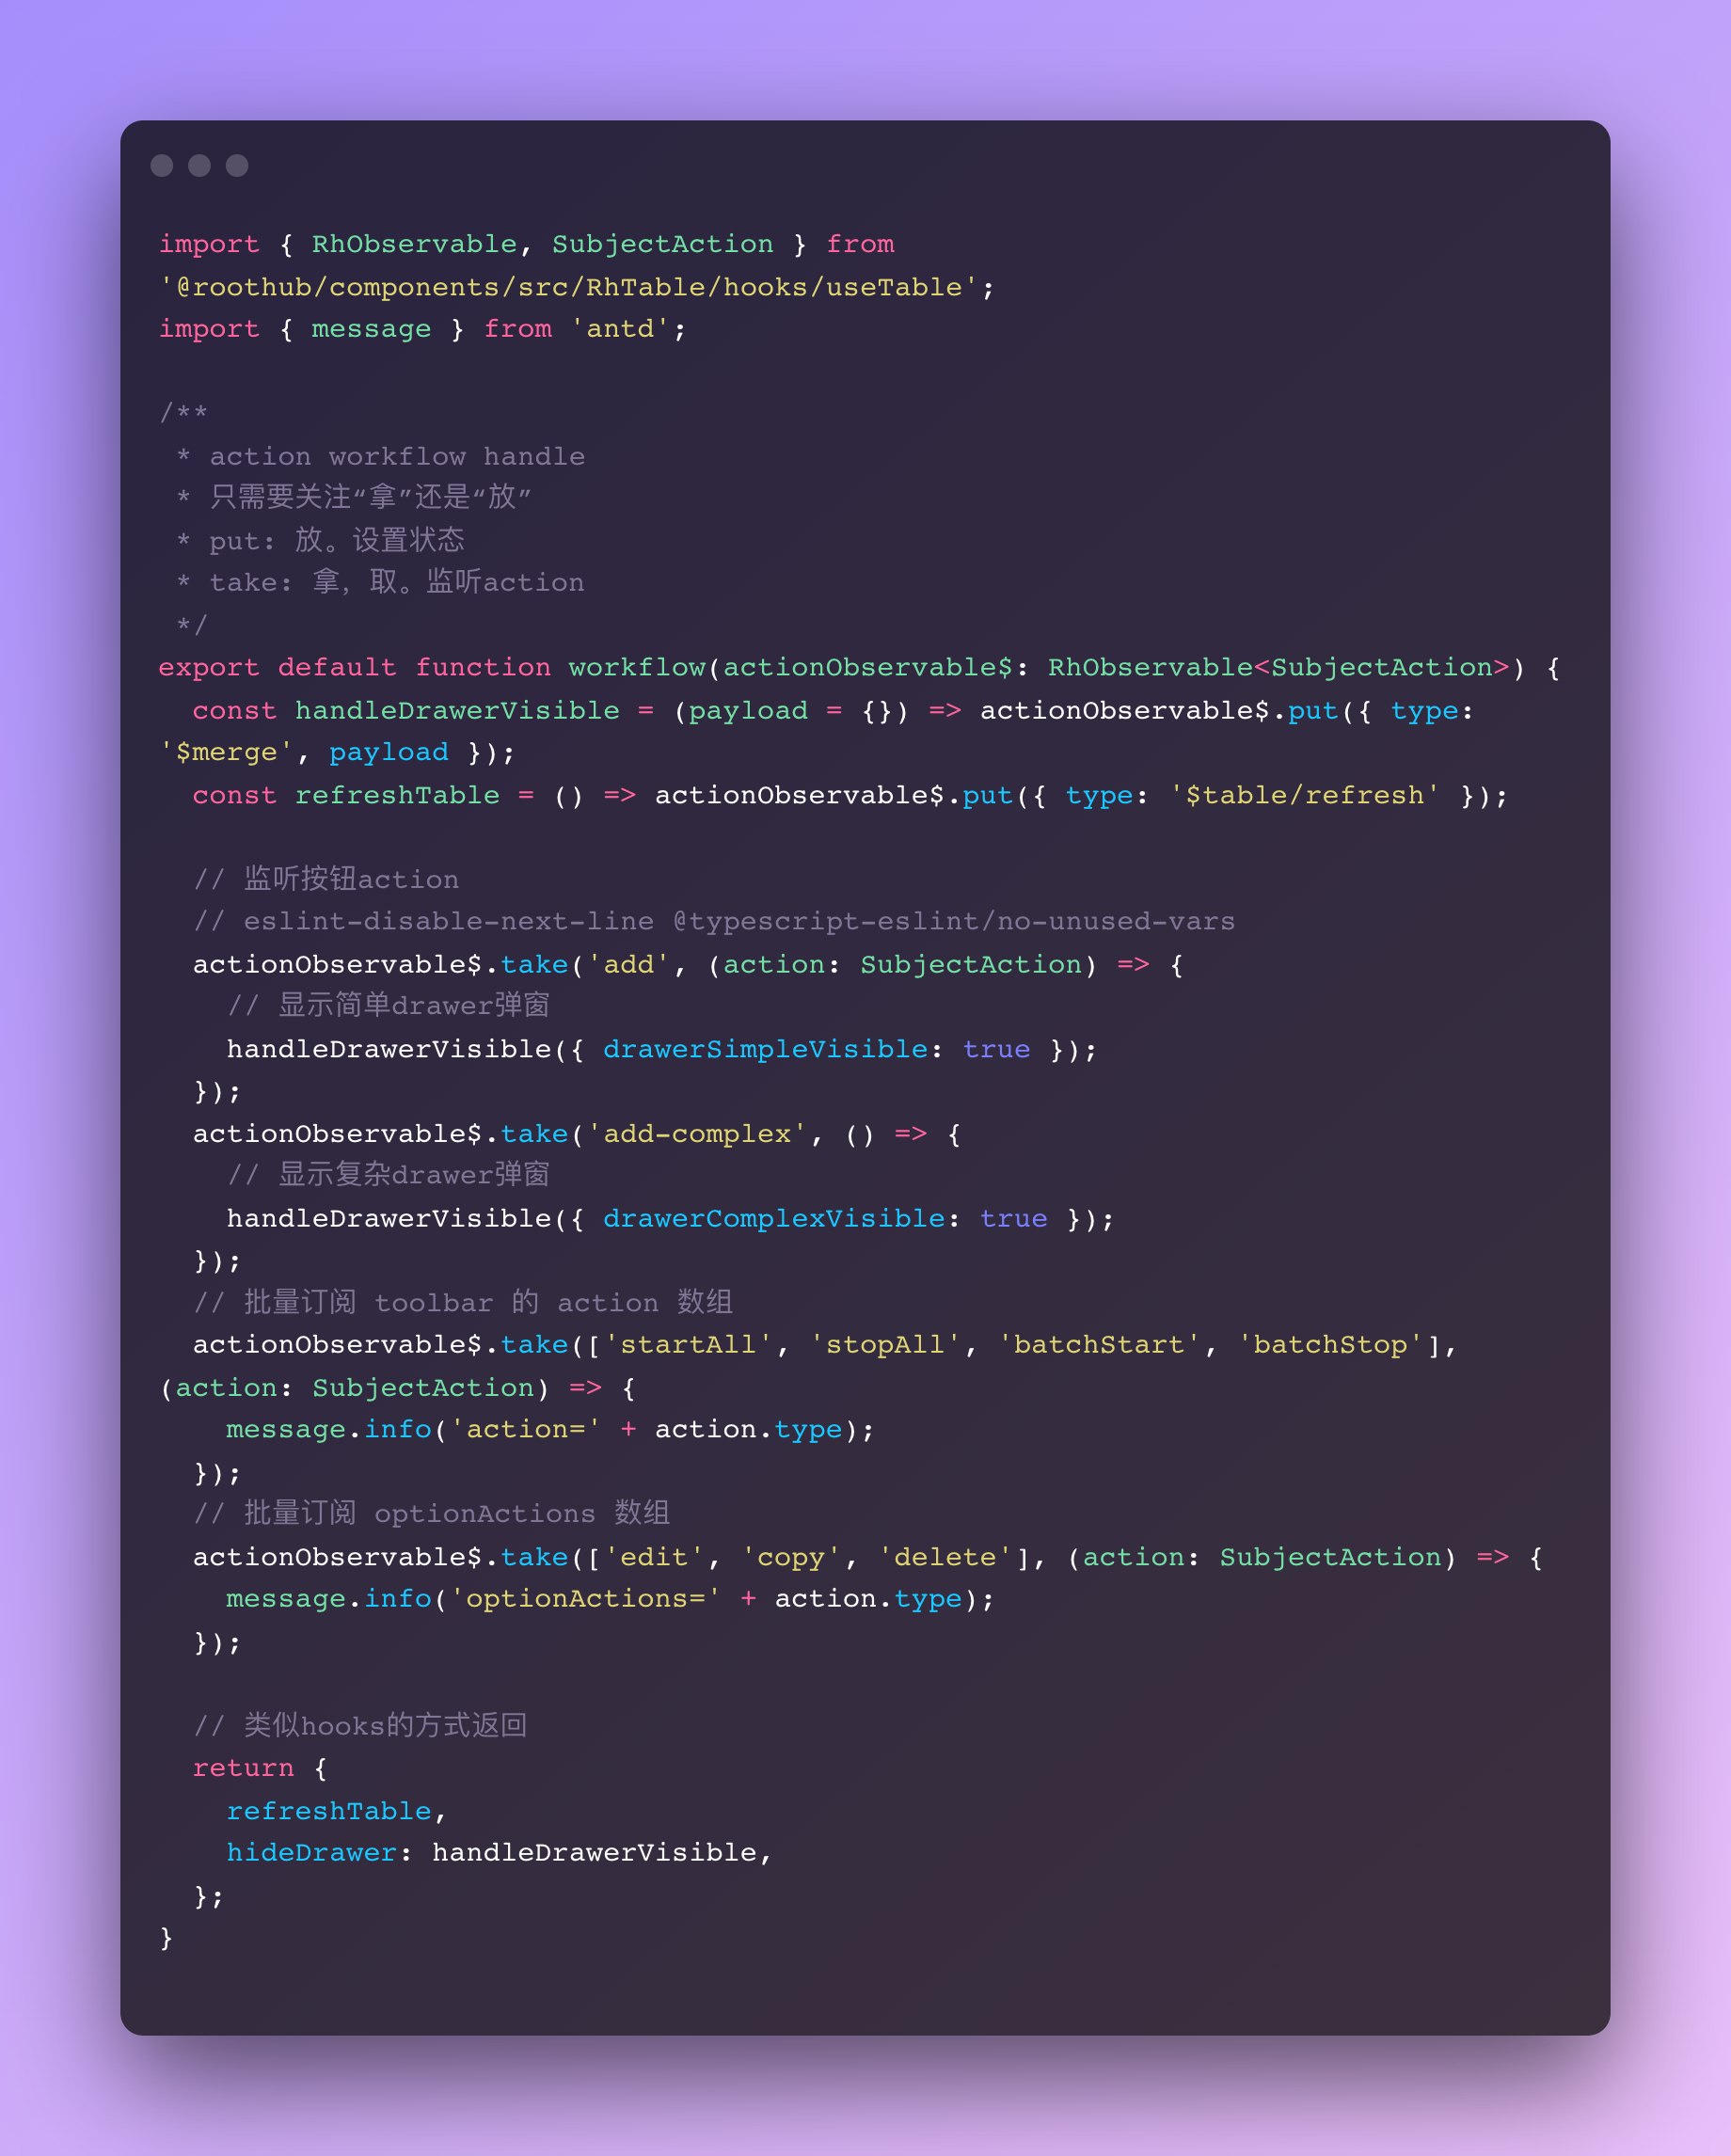 import { RhObservable, SubjectAction } from
'@roothub/components/src/RhTable/hooks/useTable';
import { message } from 'antd';
/**
 * action workflow handle
 * 只需要关注“拿”还是“放”
 * put: 放。设置状态
 * take: 拿，取。监听action
 */
export default function workflow(actionObservable$: RhObservable<SubjectAction>) {
  const handleDrawerVisible = (payload = {}) => actionObservable$.put({ type:
'$merge', payload });
  const refreshTable = () => actionObservable$.put({ type: '$table/refresh' });
  // 监听按钮action
  // eslint-disable-next-line @typescript-eslint/no-unused-vars
  actionObservable$.take('add', (action: SubjectAction) => {
    // 显示简单drawer弹窗
    handleDrawerVisible({ drawerSimpleVisible: true });
  });
  actionObservable$.take('add-complex', () => {
    // 显示复杂drawer弹窗
    handleDrawerVisible({ drawerComplexVisible: true });
  });
  // 批量订阅 toolbar 的 action 数组
  actionObservable$.take(['startAll', 'stopAll', 'batchStart', 'batchStop'],
(action: SubjectAction) => {
    message.info('action=' + action.type);
  });
  // 批量订阅 optionActions 数组
  actionObservable$.take(['edit', 'copy', 'delete'], (action: SubjectAction) => {
    message.info('optionActions=' + action.type);
  });
  // 类似hooks的方式返回
  return {
    refreshTable,
    hideDrawer: handleDrawerVisible,
  };
}